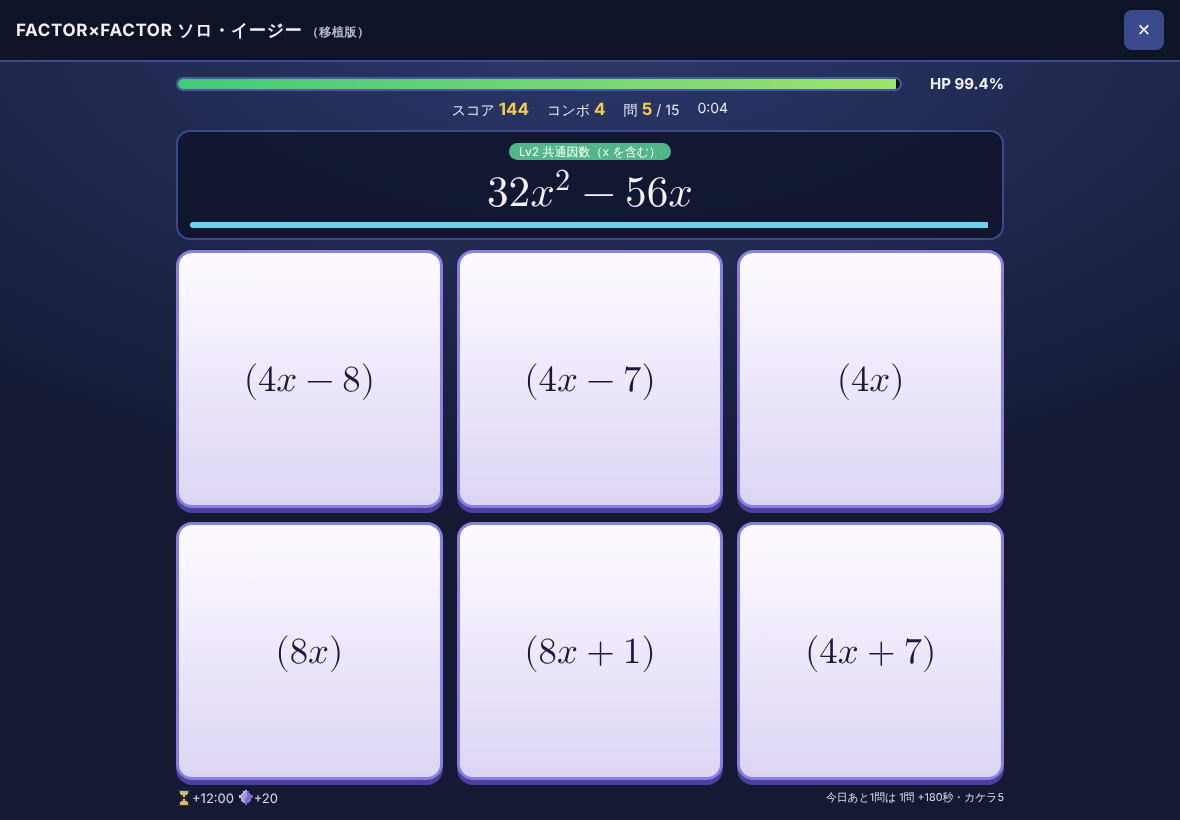 FACTOR×FACTOR ソロ・イージー （移植版）
×
HP 99.4%
スコア 144 コンボ 4 問 5 / 15 0:04
Lv2 共通因数（x を含む）
32x² − 56x
(4x − 8)
(4x − 7)
(4x)
(8x)
(8x + 1)
(4x + 7)
⏳+12:00 +20
今日あと1問は 1問 +180秒・カケラ5